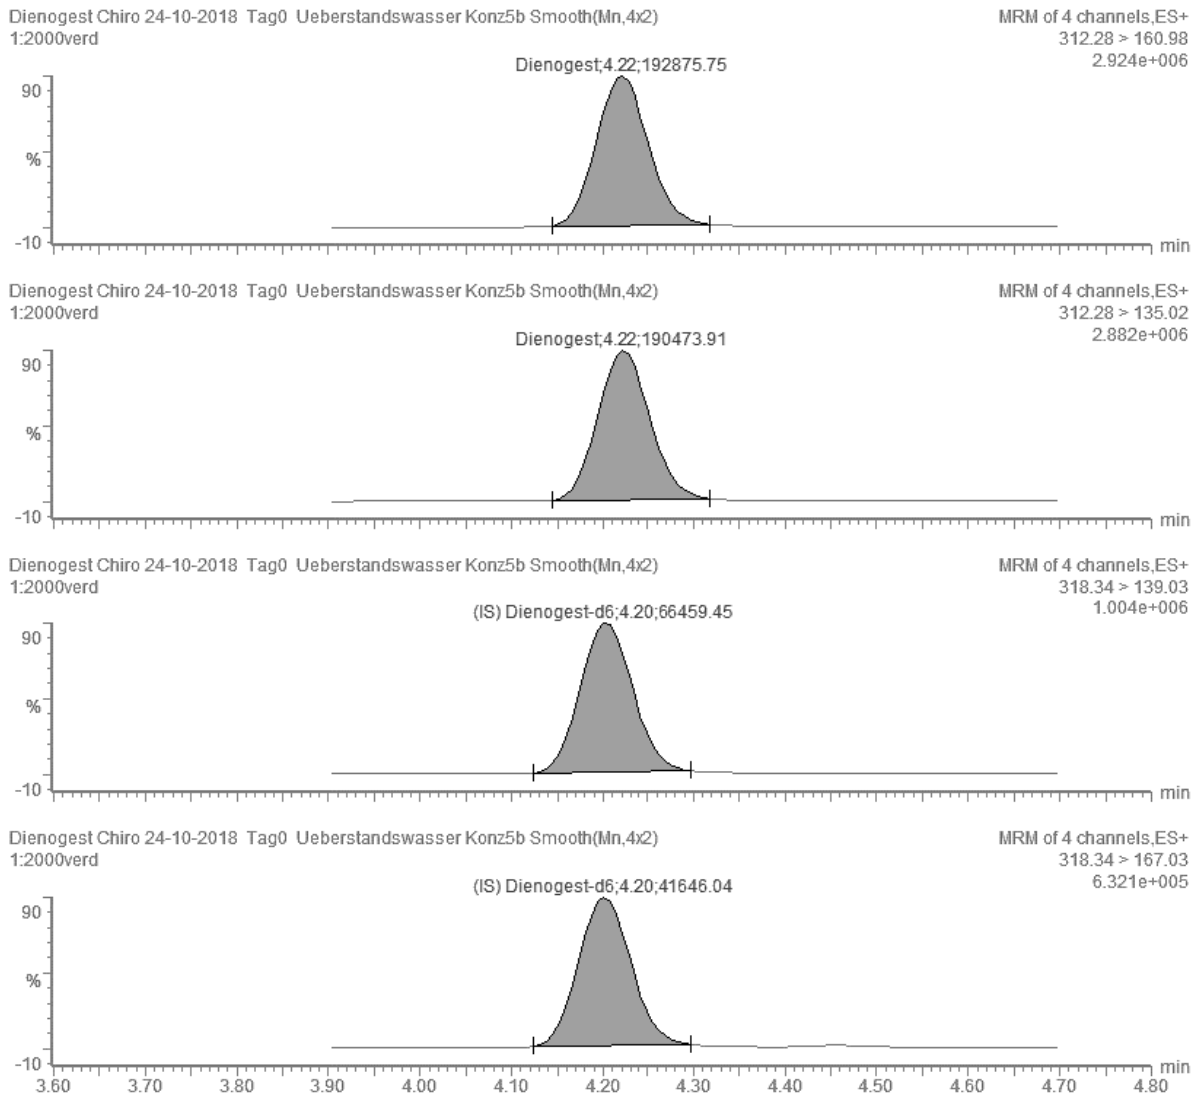 Dienogest Chiro 24-10-2018 Tag0 Ueberstandswasser Konz5b Smooth(Mn,4x2)
MRM of 4 channels,ES+
1:2000verd
312.28 > 160.98
2.924e+006
Dienogest;4.22;192875.75
90
%
-10
min
Dienogest Chiro 24-10-2018 Tag0 Ueberstandswasser Konz5b Smooth(Mn,4x2)
MRM of 4 channels,ES+
1:2000verd
312.28 > 135.02
2.882e+006
Dienogest;4.22;190473.91
90
%
-10
min
Dienogest Chiro 24-10-2018 Tag0 Ueberstandswasser Konz5b Smooth(Mn,4x2)
MRM of 4 channels,ES+
1:2000verd
318.34 > 139.03
1.004e+006
(IS) Dienogest-d6;4.20;66459.45
90
%
-10
min
Dienogest Chiro 24-10-2018 Tag0 Ueberstandswasser Konz5b Smooth(Mn,4x2)
MRM of 4 channels,ES+
1:2000verd
318.34 > 167.03
6.321e+005
(IS) Dienogest-d6;4.20;41646.04
90
%
-10
min
3.60 3.70 3.80 3.90 4.00 4.10 4.20 4.30 4.40 4.50 4.60 4.70 4.80